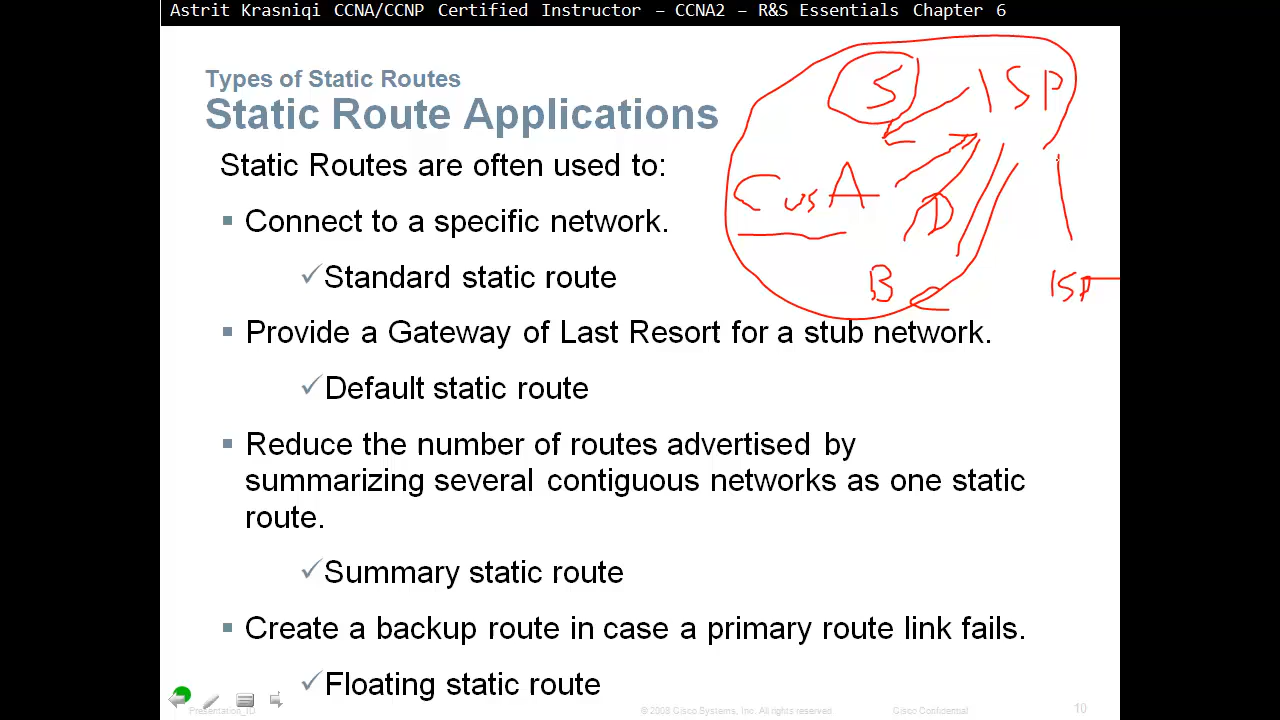 Astrit Krasniqi CCNA/CCNP Certified Instructor – CCNA2 – R&S Essentials Chapter 6
Types of Static Routes
Static Route Applications
Static Routes are often used to:
Connect to a specific network.
Standard static route
Provide a Gateway of Last Resort for a stub network.
Default static route
Reduce the number of routes advertised by
summarizing several contiguous networks as one static
route.
Summary static route
Create a backup route in case a primary route link fails.
Floating static route
S
ISP
Cus A
D
B
ISP
Presentation_ID
© 2008 Cisco Systems, Inc. All rights reserved.
Cisco Confidential
10